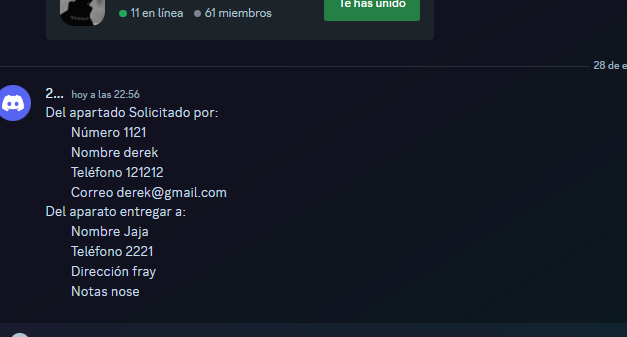 11 en línea 61 miembros
Te has unido
28 de e
2... hoy a las 22:56
Del apartado Solicitado por:
Número 1121
Nombre derek
Teléfono 121212
Correo derek@gmail.com
Del aparato entregar a:
Nombre Jaja
Teléfono 2221
Dirección fray
Notas nose